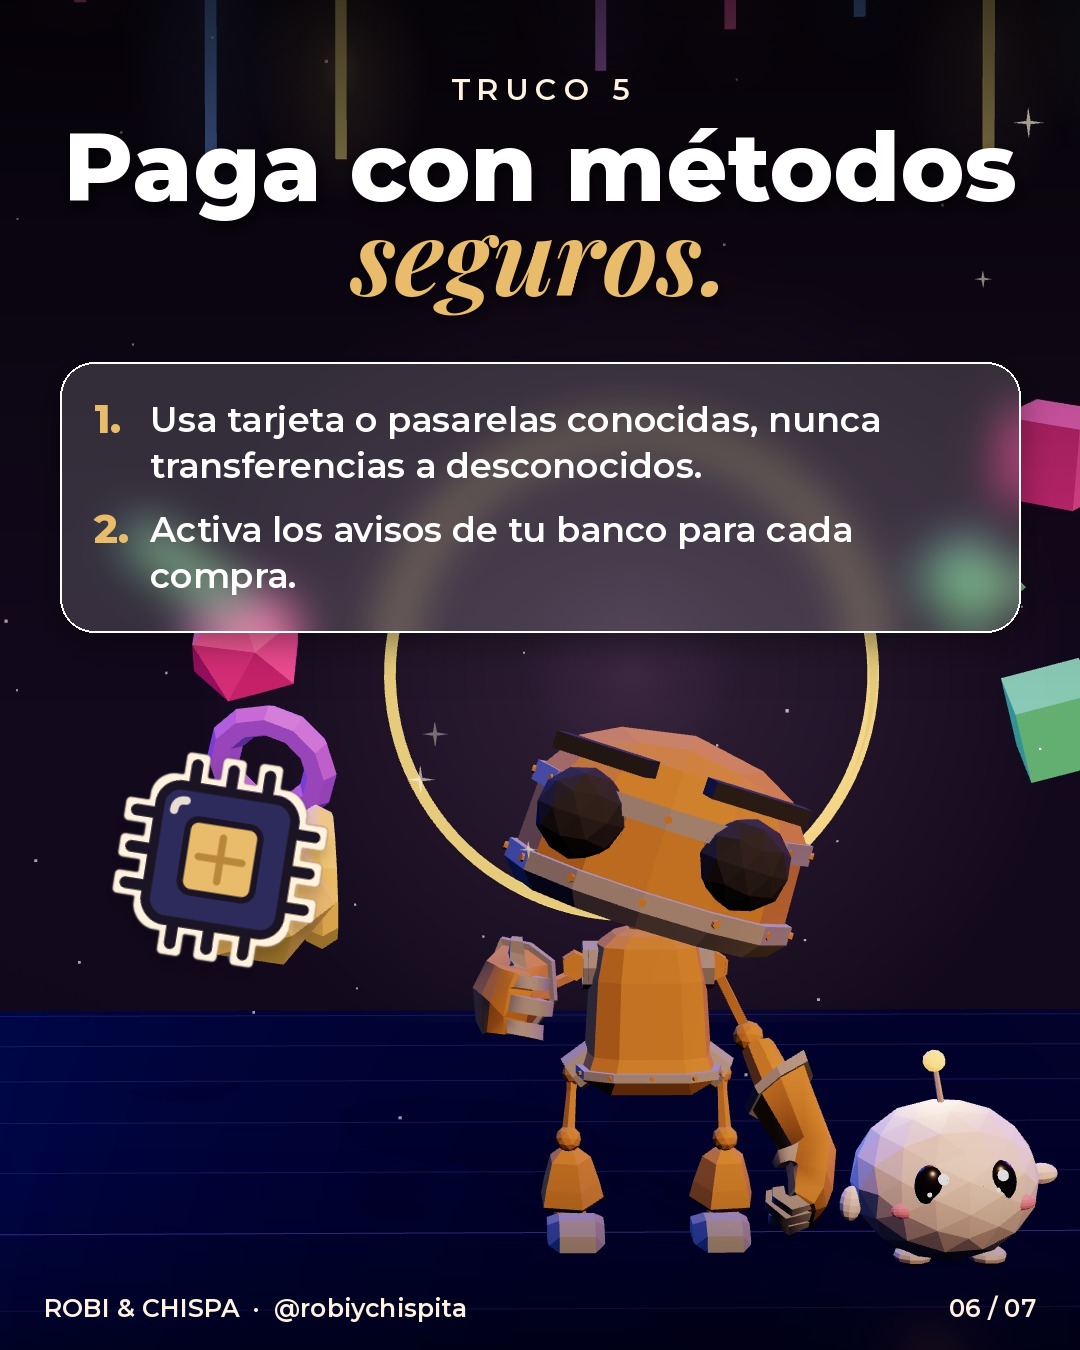 TRUCO 5
Paga con métodos
seguros.
1. Usa tarjeta o pasarelas conocidas, nunca
transferencias a desconocidos.
2. Activa los avisos de tu banco para cada
compra.
ROBI & CHISPA · @robiychispita
06 / 07